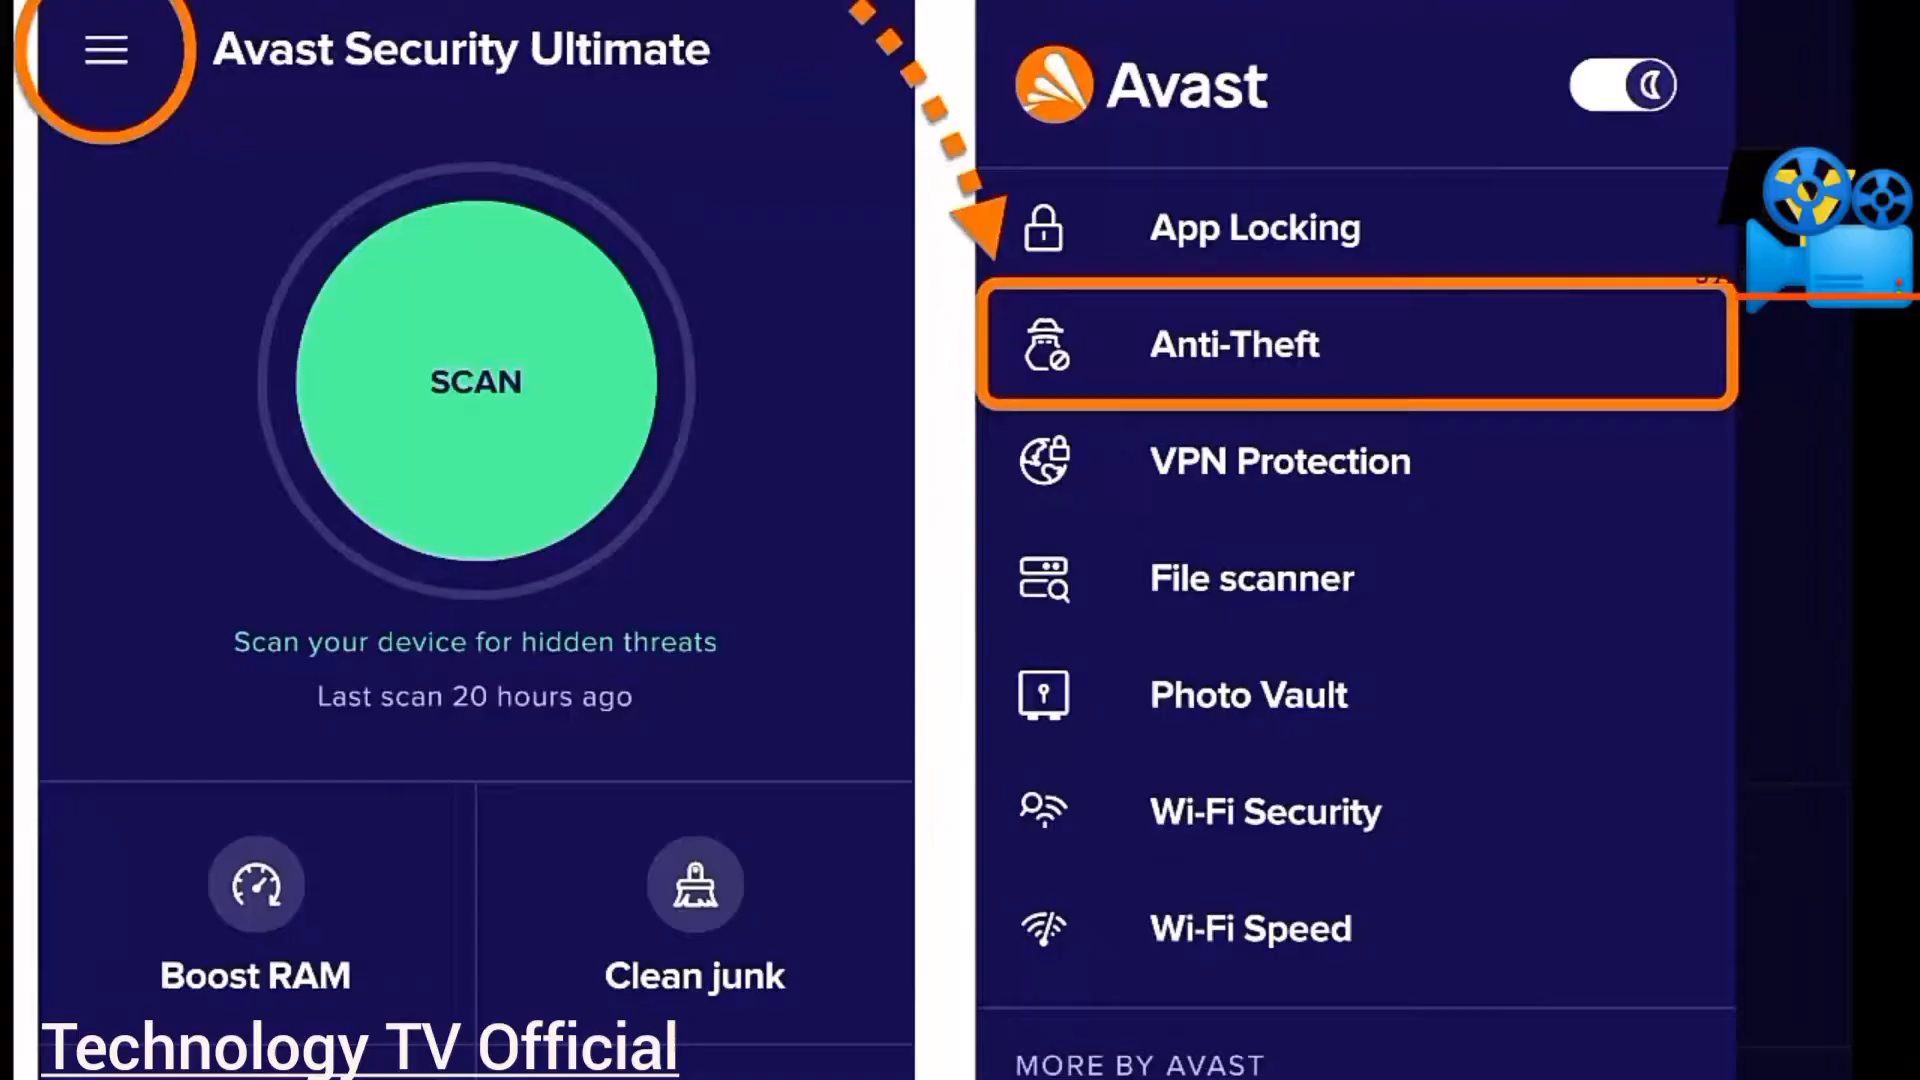 Avast Security Ultimate
SCAN
Scan your device for hidden threats
Last scan 20 hours ago
Boost RAM
Clean junk
Technology TV Official
Avast
App Locking
Anti-Theft
VPN Protection
File scanner
Photo Vault
Wi-Fi Security
Wi-Fi Speed
MORE BY AVAST